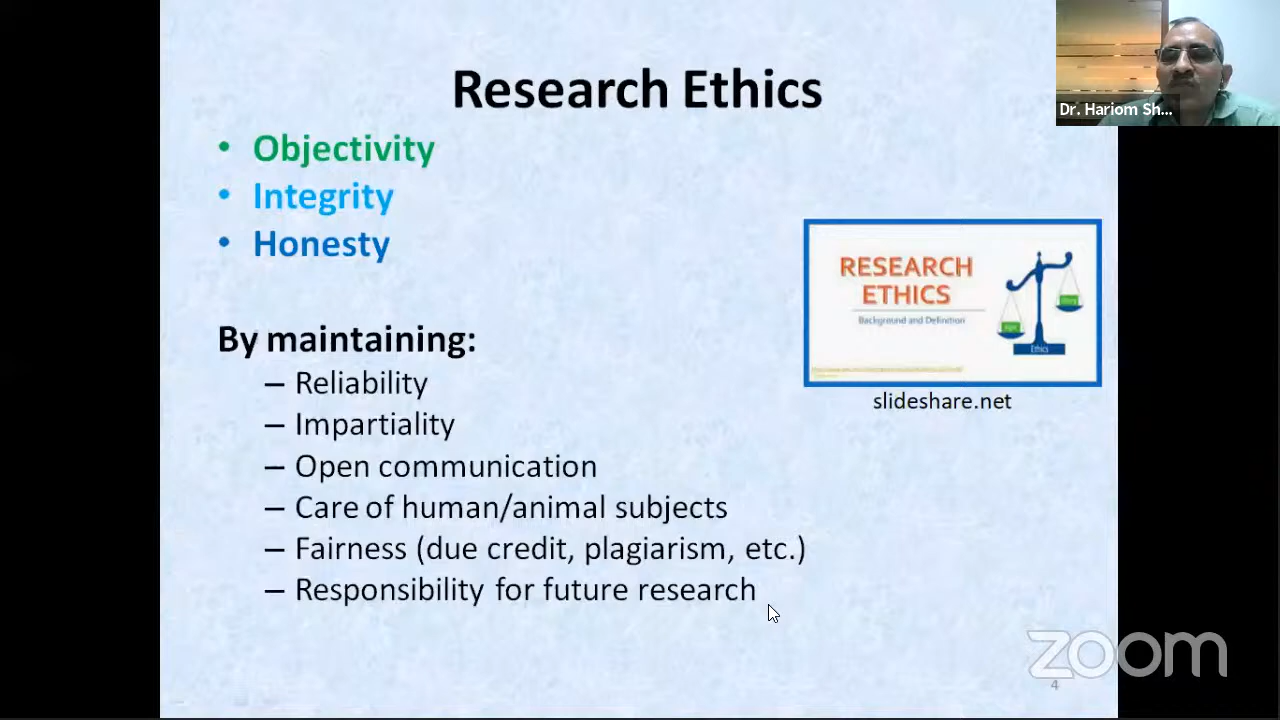 Research Ethics
• Objectivity
• Integrity
• Honesty
By maintaining:
– Reliability
– Impartiality
– Open communication
– Care of human/animal subjects
– Fairness (due credit, plagiarism, etc.)
– Responsibility for future research
RESEARCH
ETHICS
Background and Definition
Ethics
slideshare.net
Dr. Hariom Sh...
zoom
4